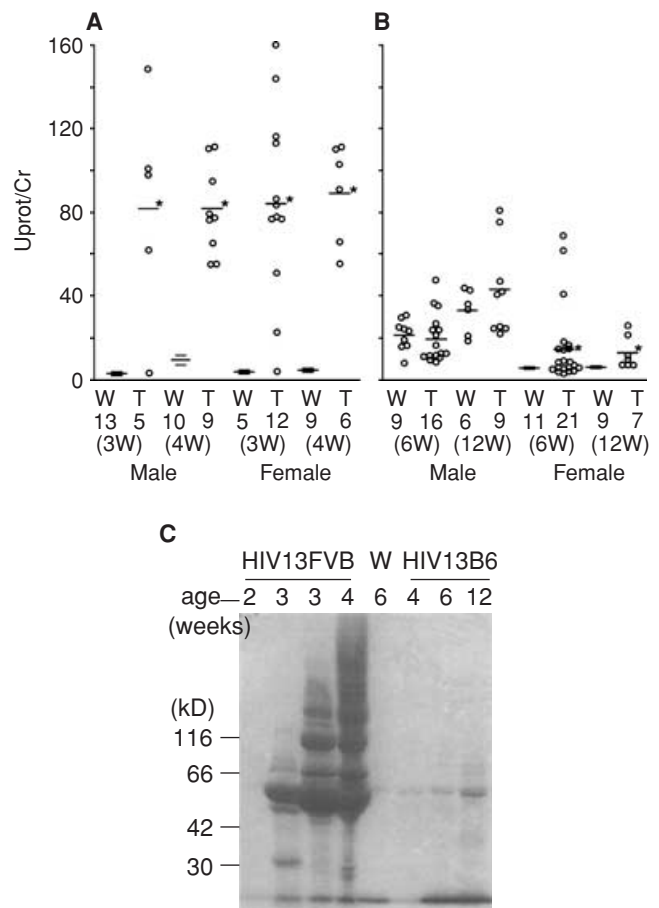 A
B
160
120
80
40
0
Uprot/Cr
W T W T W T W T W T W T W T W T
13 5 10 9 5 12 9 6 9 16 6 9 11 21 9 7
(3W) (4W) (3W) (4W) (6W) (12W) (6W) (12W)
Male Female Male Female
C
HIV13FVB W HIV13B6
age 2 3 3 4 6 4 6 12
(weeks)
(kD)
116
66
42
30